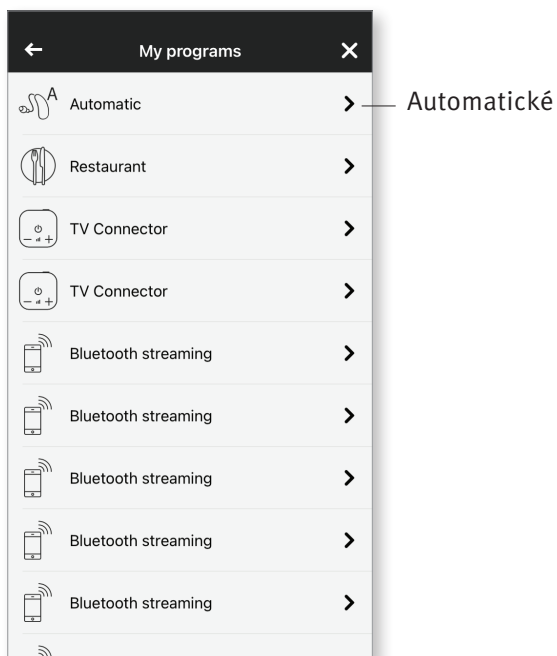 My programs
A
Automatic
Automatické
Restaurant
TV Connector
TV Connector
Bluetooth streaming
Bluetooth streaming
Bluetooth streaming
Bluetooth streaming
Bluetooth streaming